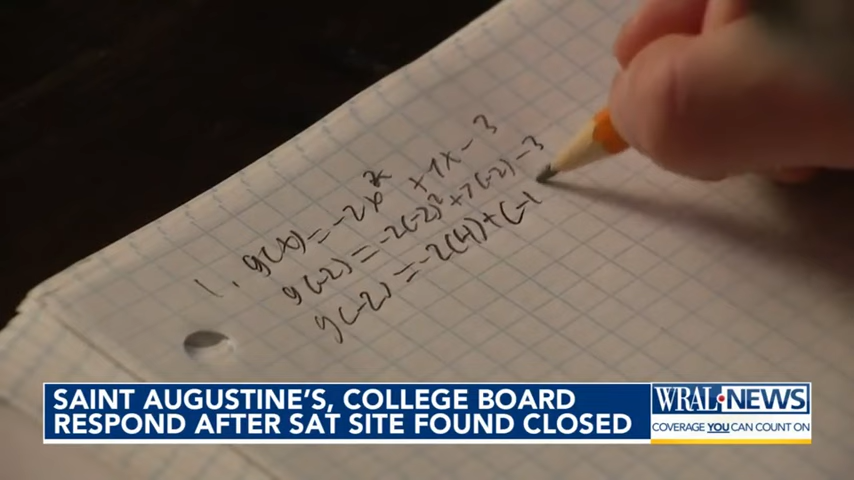 1. g(x) = -2x² + 7x - 3
g(-2) = -2(-2)² + 7(-2) - 3
g(-2) = -2(4) + (-1
SAINT AUGUSTINE'S, COLLEGE BOARD
RESPOND AFTER SAT SITE FOUND CLOSED
WRAL NEWS
COVERAGE YOU CAN COUNT ON